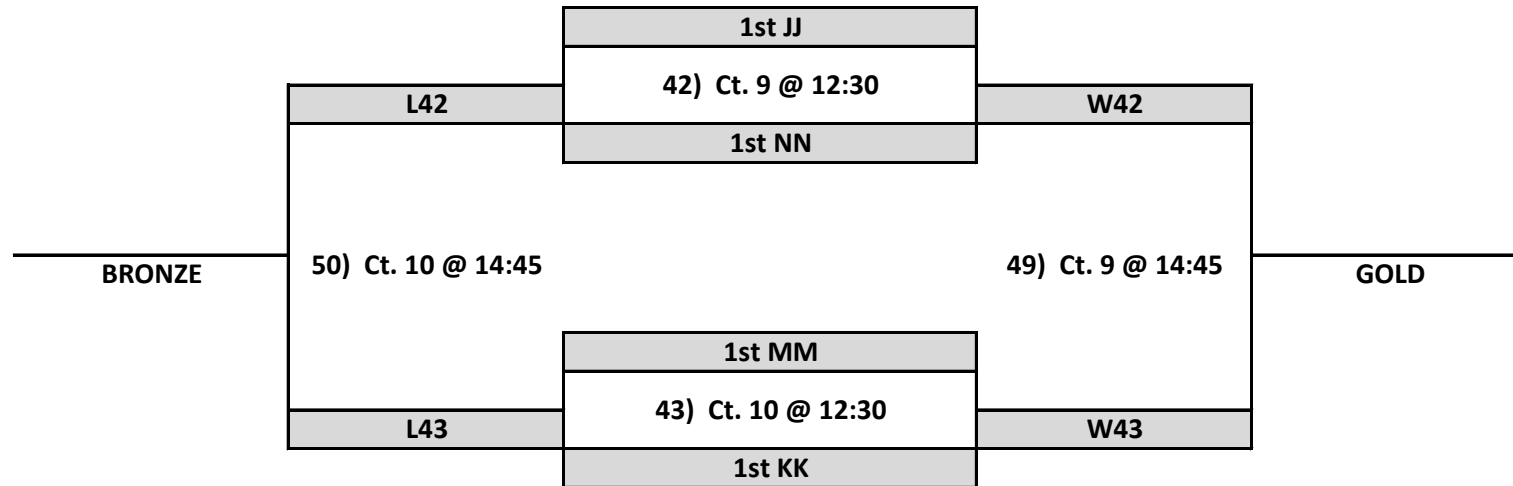 1st JJ
42) Ct. 9 @ 12:30
L42
W42
1st NN
50) Ct. 10 @ 14:45
49) Ct. 9 @ 14:45
BRONZE
GOLD
1st MM
43) Ct. 10 @ 12:30
L43
W43
1st KK